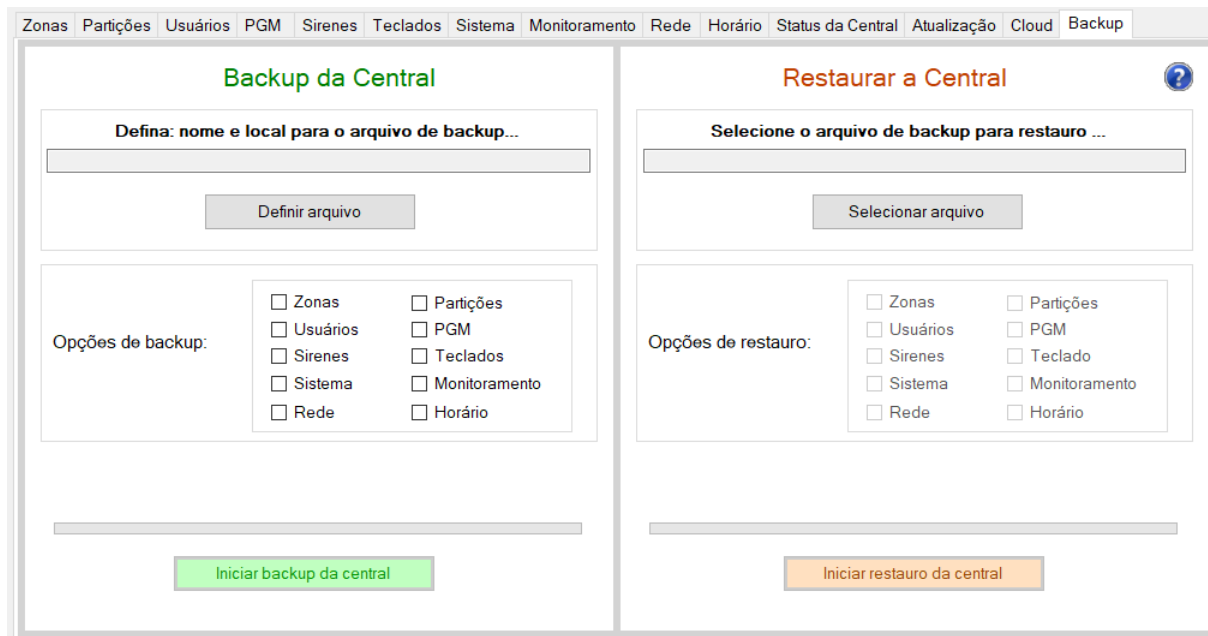 Zonas Partições Usuários PGM Sirenes Teclados Sistema Monitoramento Rede Horário Status da Central Atualização Cloud Backup
Backup da Central
Defina: nome e local para o arquivo de backup...
Definir arquivo
Opções de backup:
Zonas Partições
Usuários PGM
Sirenes Teclados
Sistema Monitoramento
Rede Horário
Iniciar backup da central
Restaurar a Central ?
Selecione o arquivo de backup para restauro ...
Selecionar arquivo
Opções de restauro:
Zonas Partições
Usuários PGM
Sirenes Teclado
Sistema Monitoramento
Rede Horário
Iniciar restauro da central